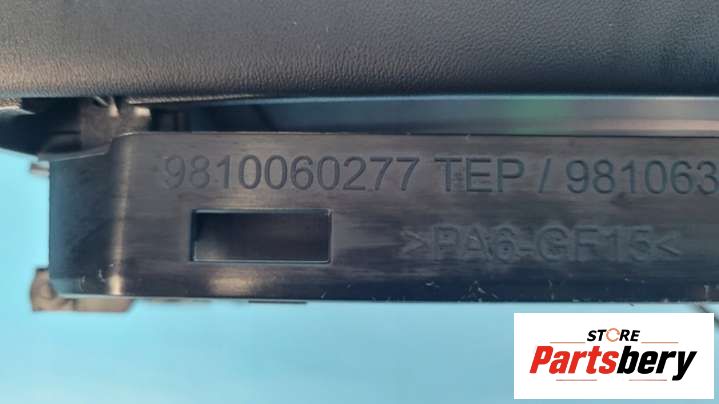 9810060277 TEP / 981063
>PA6-GF15<
STORE
Partsbery